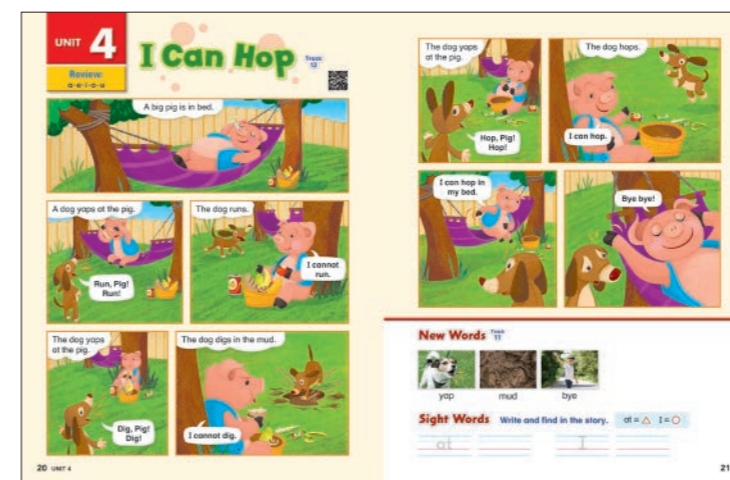 UNIT 4
I Can Hop
Track
12
Review:
a-e-i-o-u
A big pig is in bed.
A dog yaps at the pig.
Run, Pig!
Run!
The dog runs.
I cannot
run.
The dog yaps
at the pig.
Dig, Pig!
Dig!
The dog digs in the mud.
I cannot dig.
20 UNIT 4
The dog yaps
at the pig.
Hop, Pig!
Hop!
The dog hops.
I can hop.
I can hop in
my bed.
Bye bye!
New Words Track
11
yap mud bye
Sight Words Write and find in the story. at = △ I = ○
at I
21